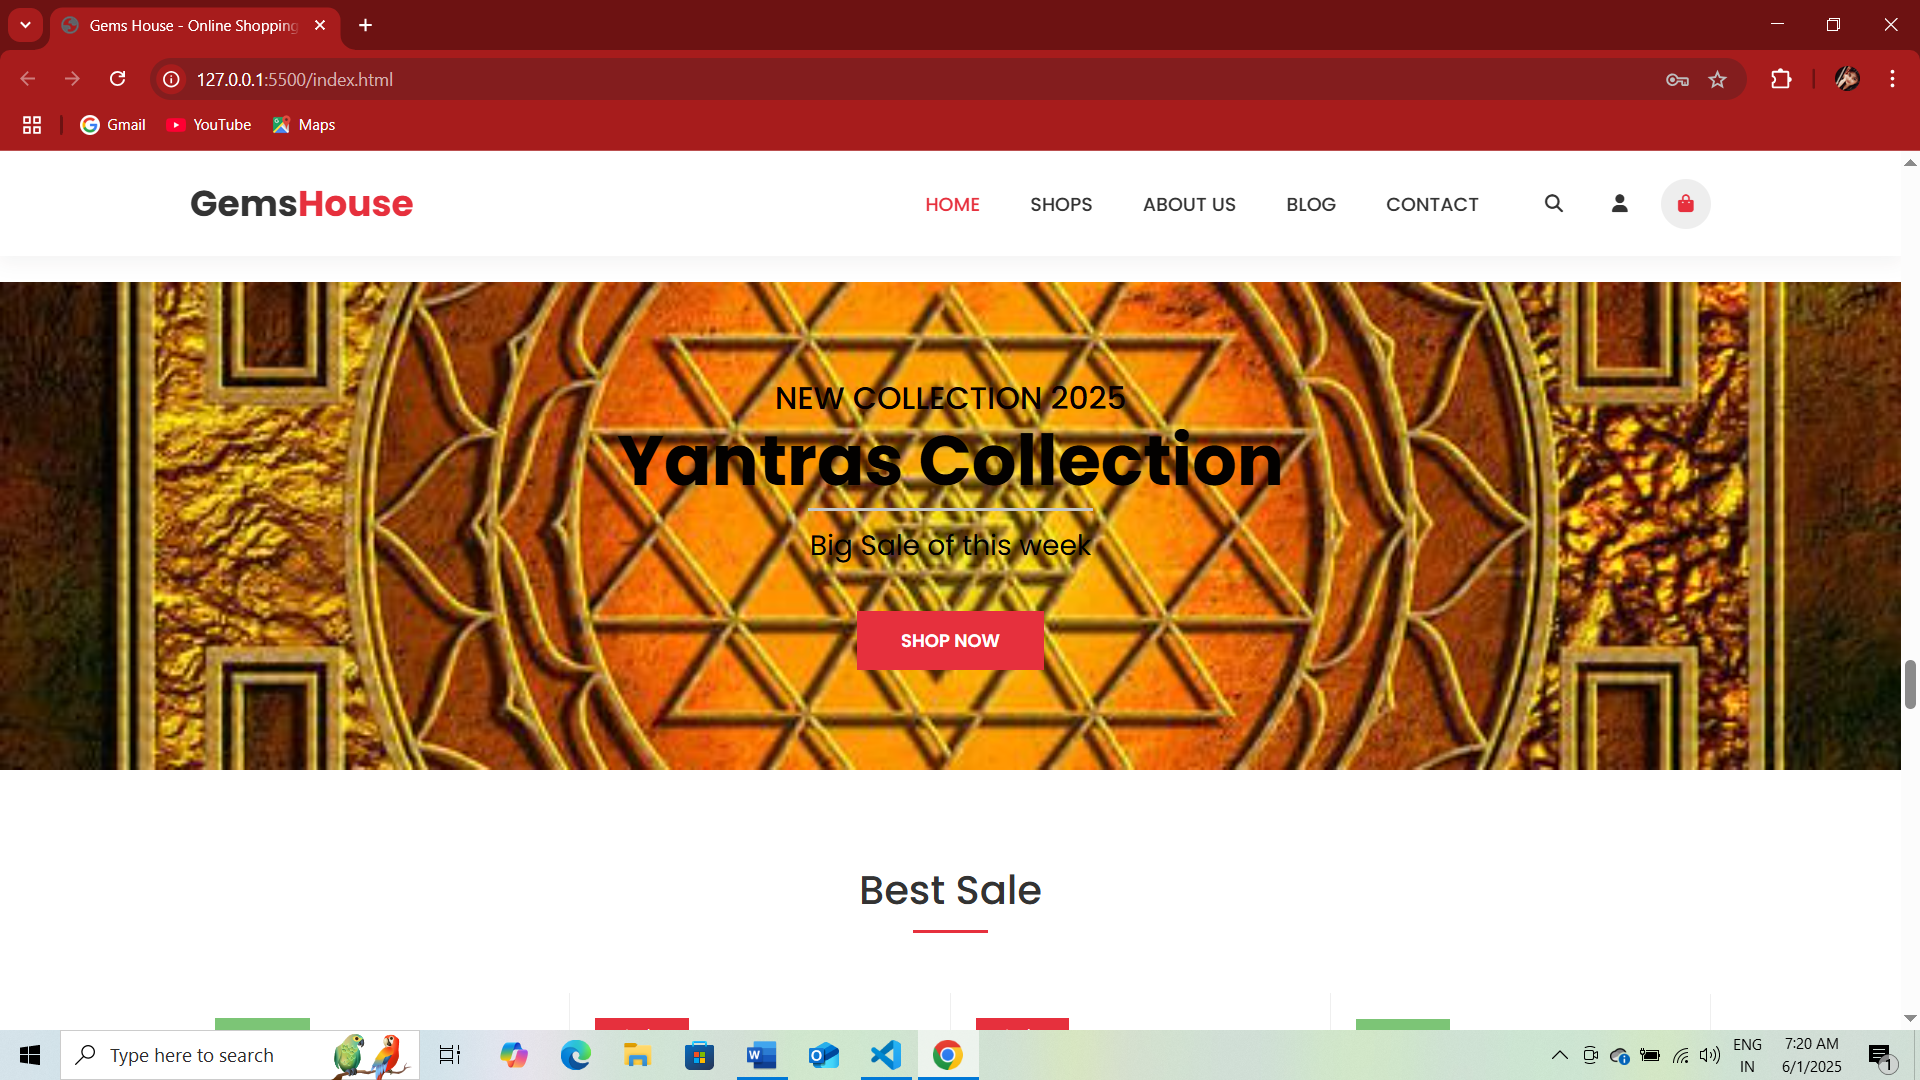 Gems House - Online Shopping
127.0.0.1:5500/index.html
Gmail
YouTube
Maps
GemsHouse
HOME
SHOPS
ABOUT US
BLOG
CONTACT
NEW COLLECTION 2025
Yantras Collection
Big Sale of this week
SHOP NOW
Best Sale
Type here to search
ENG
IN
7:20 AM
6/1/2025
1